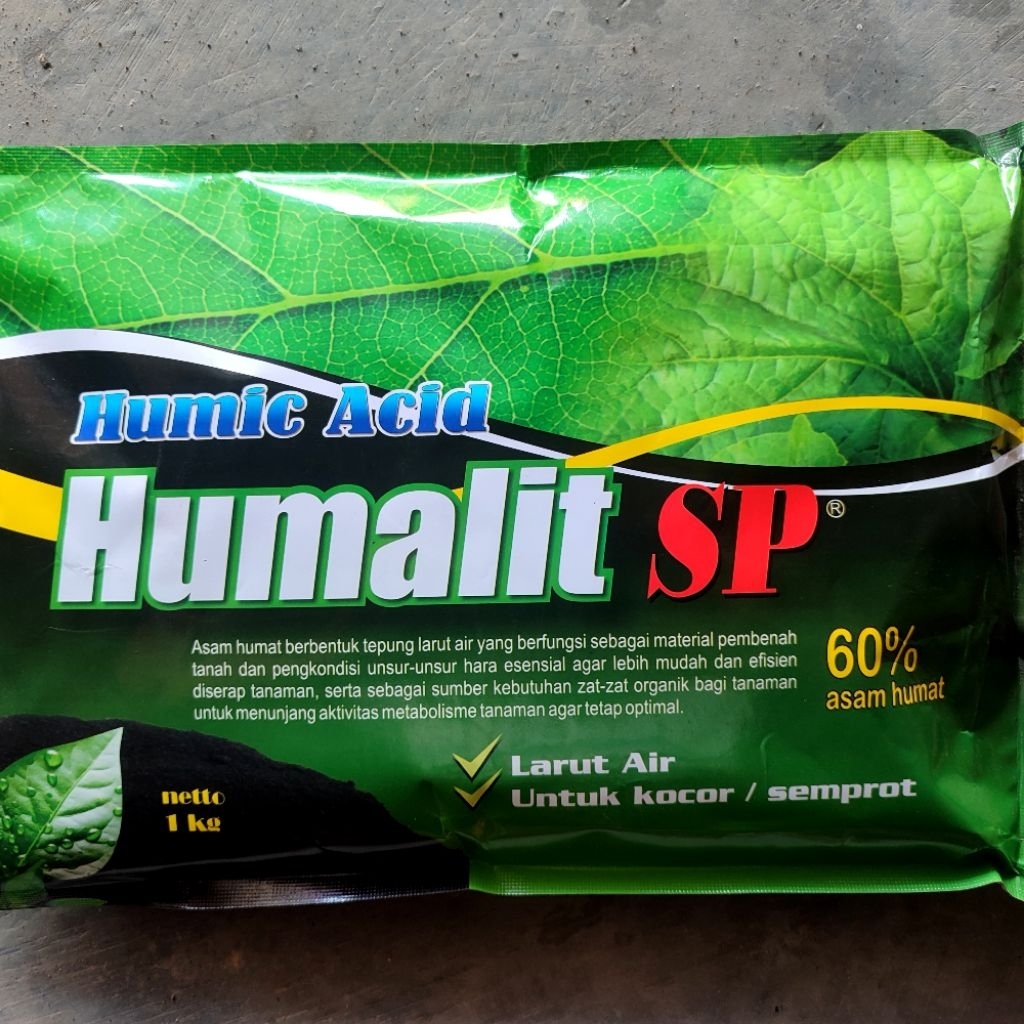 Humic Acid
Humalit SP®
Asam humat berbentuk tepung larut air yang berfungsi sebagai material pembenah
tanah dan pengkondisi unsur-unsur hara esensial agar lebih mudah dan efisien
diserap tanaman, serta sebagai sumber kebutuhan zat-zat organik bagi tanaman
untuk menunjang aktivitas metabolisme tanaman agar tetap optimal.
60%
asam humat
Larut Air
Untuk kocor / semprot
netto
1 kg